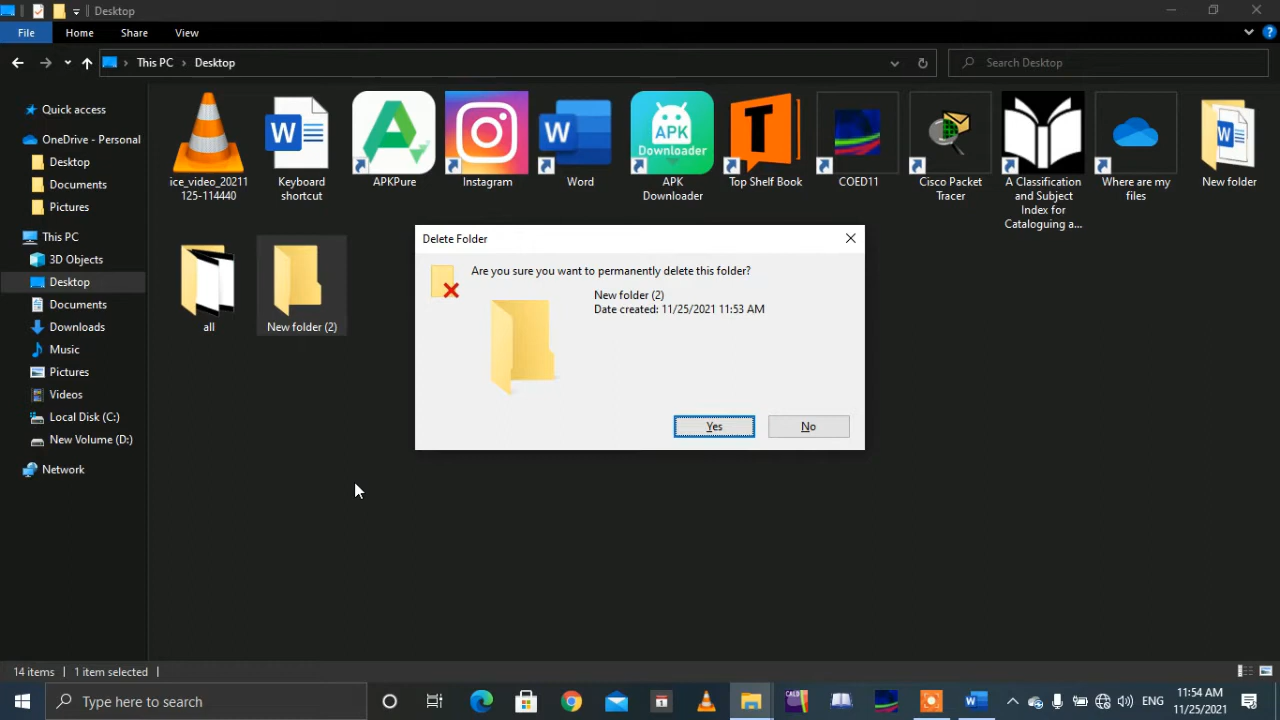 Desktop
File Home Share View
This PC Desktop
Search Desktop
Quick access
OneDrive - Personal
Desktop
Documents
Pictures
This PC
3D Objects
Desktop
Documents
Downloads
Music
Pictures
Videos
Local Disk (C:)
New Volume (D:)
Network
ice_video_20211
125-114440
Keyboard
shortcut
APKPure
Instagram
Word
APK
Downloader
APK
Downloader
Top Shelf Book
COED11
Cisco Packet
Tracer
A Classification
and Subject
Index for
Cataloguing a...
Where are my
files
New folder
all
New folder (2)
Delete Folder
Are you sure you want to permanently delete this folder?
New folder (2)
Date created: 11/25/2021 11:53 AM
Yes
No
14 items 1 item selected
Type here to search
ENG
11:54 AM
11/25/2021